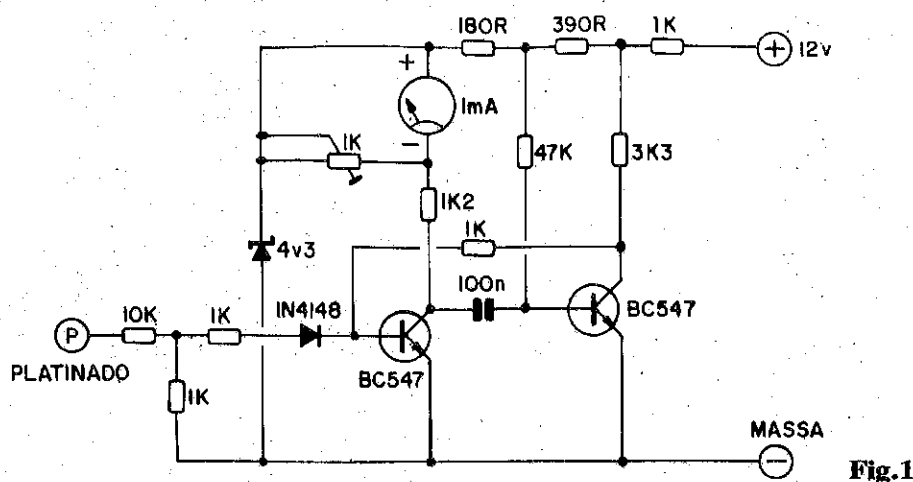 180R 390R 1K
+ 12v
+
1mA
-
1K
47K
3K3
1K2
1K
4v3
100n
10K 1K 1N4148
P
PLATINADO
BC547
BC547
1K
MASSA
-
Fig.1